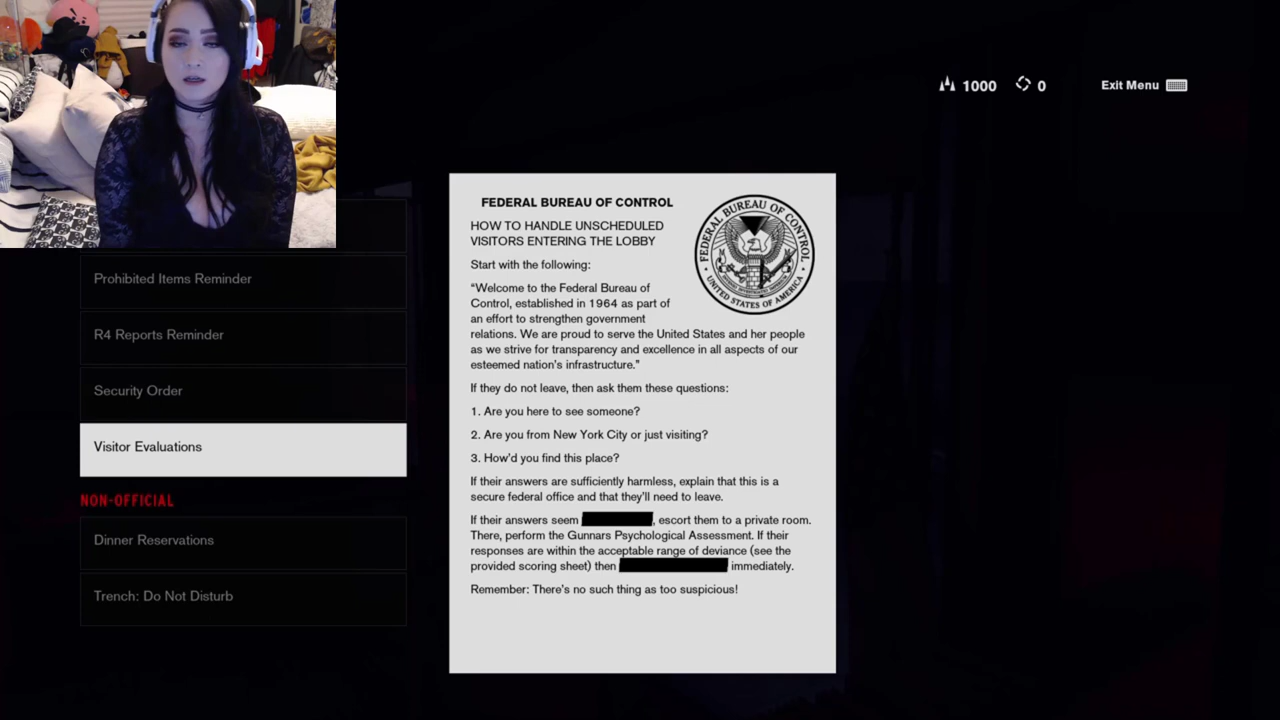 1000
0
Exit Menu
FEDERAL BUREAU OF CONTROL
HOW TO HANDLE UNSCHEDULED
VISITORS ENTERING THE LOBBY
FEDERAL BUREAU OF CONTROL
UNITED STATES OF AMERICA
Start with the following:
“Welcome to the Federal Bureau of
Control, established in 1964 as part of
an effort to strengthen government
relations. We are proud to serve the United States and her people
as we strive for transparency and excellence in all aspects of our
esteemed nation’s infrastructure.”
If they do not leave, then ask them these questions:
1. Are you here to see someone?
2. Are you from New York City or just visiting?
3. How’d you find this place?
If their answers are sufficiently harmless, explain that this is a
secure federal office and that they’ll need to leave.
If their answers seem , escort them to a private room.
There, perform the Gunnars Psychological Assessment. If their
responses are within the acceptable range of deviance (see the
provided scoring sheet) then immediately.
Remember: There’s no such thing as too suspicious!
Prohibited Items Reminder
R4 Reports Reminder
Security Order
Visitor Evaluations
NON-OFFICIAL
Dinner Reservations
Trench: Do Not Disturb